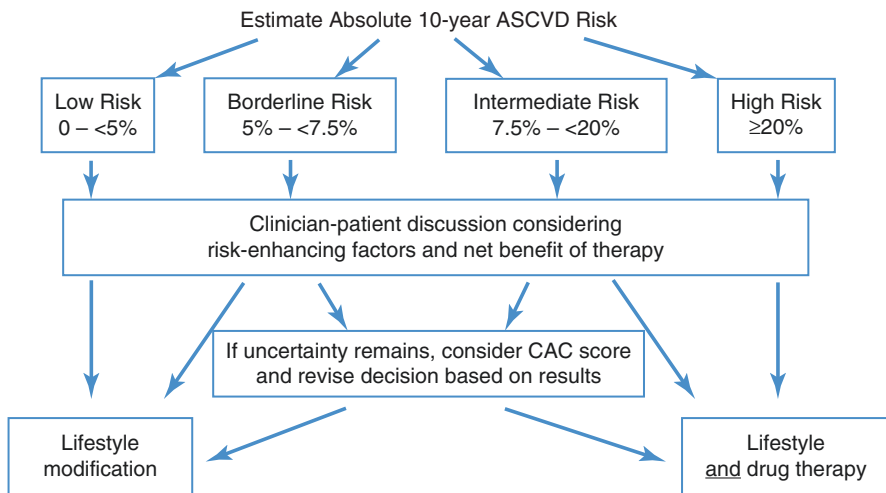 Estimate Absolute 10-year ASCVD Risk
Low Risk
0 – <5%
Borderline Risk
5% – <7.5%
Intermediate Risk
7.5% – <20%
High Risk
≥20%
Clinician-patient discussion considering
risk-enhancing factors and net benefit of therapy
If uncertainty remains, consider CAC score
and revise decision based on results
Lifestyle
modification
Lifestyle
and drug therapy